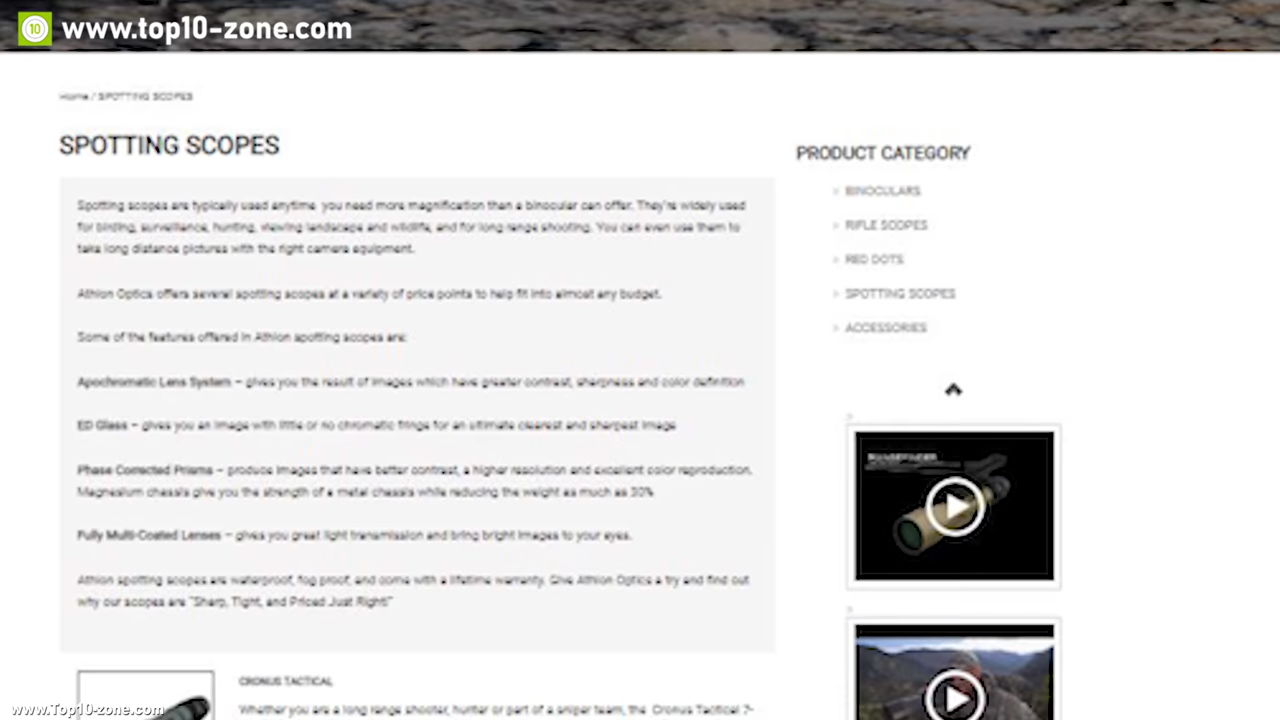 10 www.top10-zone.com
Home / SPOTTING SCOPES
SPOTTING SCOPES
Spotting scopes are typically used anytime you need more magnification than a binocular can offer. They're widely used
for birding, surveillance, hunting, viewing landscape and wildlife, and for long range shooting. You can even use them to
take long distance pictures with the right camera equipment.
Athlon Optics offers several spotting scopes at a variety of price points to help fit into almost any budget.
Some of the features offered in Athlon spotting scopes are:
Apochromatic Lens System – gives you the result of images which have greater contrast, sharpness and color definition
ED Glass – gives you an image with little or no chromatic fringe for an ultimate clearest and sharpest image
Phase Corrected Prisms – produce images that have better contrast, a higher resolution and excellent color reproduction.
Magnesium chassis give you the strength of a metal chassis while reducing the weight as much as 30%
Fully Multi-Coated Lenses – gives you great light transmission and bring bright images to your eyes.
Athlon spotting scopes are waterproof, fog proof, and come with a lifetime warranty. Give Athlon Optics a try and find out
why our scopes are "Sharp, Tight, and Priced Just Right!"
CRONUS TACTICAL
Whether you are a long range shooter, hunter or part of a sniper team, the Cronus Tactical 7-
PRODUCT CATEGORY
> BINOCULARS
> RIFLE SCOPES
> RED DOTS
> SPOTTING SCOPES
> ACCESSORIES
>
>
www.Top10-zone.com